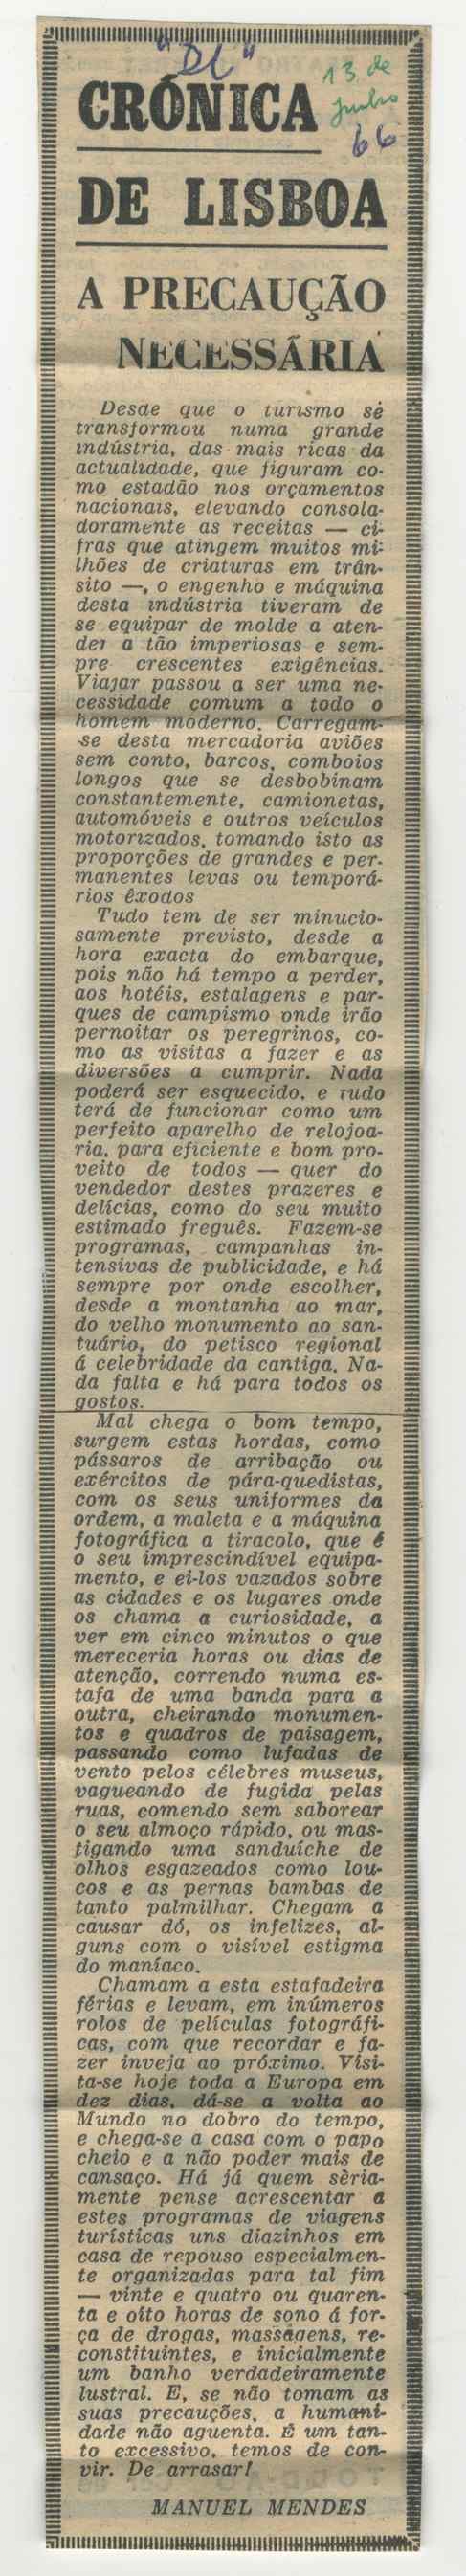 "DL"
13 de
Junho
66
CRÓNICA
DE LISBOA
A PRECAUÇÃO
NECESSÁRIA
Desde que o turismo se
transformou numa grande
indústria, das mais ricas da
actualidade, que figuram co-
mo estadão nos orçamentos
nacionais, elevando consola-
doramente as receitas — ci-
fras que atingem muitos mi-
lhões de criaturas em trân-
sito —, o engenho e máquina
desta indústria tiveram de
se equipar de molde a aten-
der a tão imperiosas e sem-
pre crescentes exigências.
Viajar passou a ser uma ne-
cessidade comum a todo o
homem moderno. Carregam-
-se desta mercadoria aviões
sem conto, barcos, comboios
longos que se desbobinam
constantemente, camionetas,
automóveis e outros veículos
motorizados, tomando isto as
proporções de grandes e per-
manentes levas ou temporá-
rios êxodos
Tudo tem de ser minucio-
samente previsto, desde a
hora exacta do embarque,
pois não há tempo a perder,
aos hotéis, estalagens e par-
ques de campismo onde irão
pernoitar os peregrinos, co-
mo as visitas a fazer e as
diversões a cumprir. Nada
poderá ser esquecido, e tudo
terá de funcionar como um
perfeito aparelho de relojoa-
ria, para eficiente e bom pro-
veito de todos — quer do
vendedor destes prazeres e
delícias, como do seu muito
estimado freguês. Fazem-se
programas, campanhas in-
tensivas de publicidade, e há
sempre por onde escolher,
desde a montanha ao mar,
do velho monumento ao san-
tuário, do petisco regional
á celebridade da cantiga. Na-
da falta e há para todos os
gostos.
Mal chega o bom tempo,
surgem estas hordas, como
pássaros de arribação ou
exércitos de pára-quedistas,
com os seus uniformes da
ordem, a maleta e a máquina
fotográfica a tiracolo, que é
o seu imprescindível equipa-
mento, e ei-los vazados sobre
as cidades e os lugares onde
os chama a curiosidade, a
ver em cinco minutos o que
mereceria horas ou dias de
atenção, correndo numa es-
tafa de uma banda para a
outra, cheirando monumen-
tos e quadros de paisagem,
passando como lufadas de
vento pelos célebres museus,
vagueando de fugida pelas
ruas, comendo sem saborear
o seu almoço rápido, ou mas-
tigando uma sanduíche de
olhos esgazeados como lou-
cos e as pernas bambas de
tanto palmilhar. Chegam a
causar dó, os infelizes, al-
guns com o visível estigma
do maníaco.
Chamam a esta estafadeira
férias e levam, em inúmeros
rolos de películas fotográfi-
cas, com que recordar e fa-
zer inveja ao próximo. Visi-
ta-se hoje toda a Europa em
dez dias, dá-se a volta ao
Mundo no dobro do tempo,
e chega-se a casa com o papo
cheio e a não poder mais de
cansaço. Há já quem sèria-
mente pense acrescentar a
estes programas de viagens
turísticas uns diazinhos em
casa de repouso especialmen-
te organizadas para tal fim
— vinte e quatro ou quaren-
ta e oito horas de sono á for-
ça de drogas, massagens, re-
constituintes, e inicialmente
um banho verdadeiramente
lustral. E, se não tomam as
suas precauções, a humani-
dade não aguenta. É um tan-
to excessivo, temos de con-
vir. De arrasar!
MANUEL MENDES